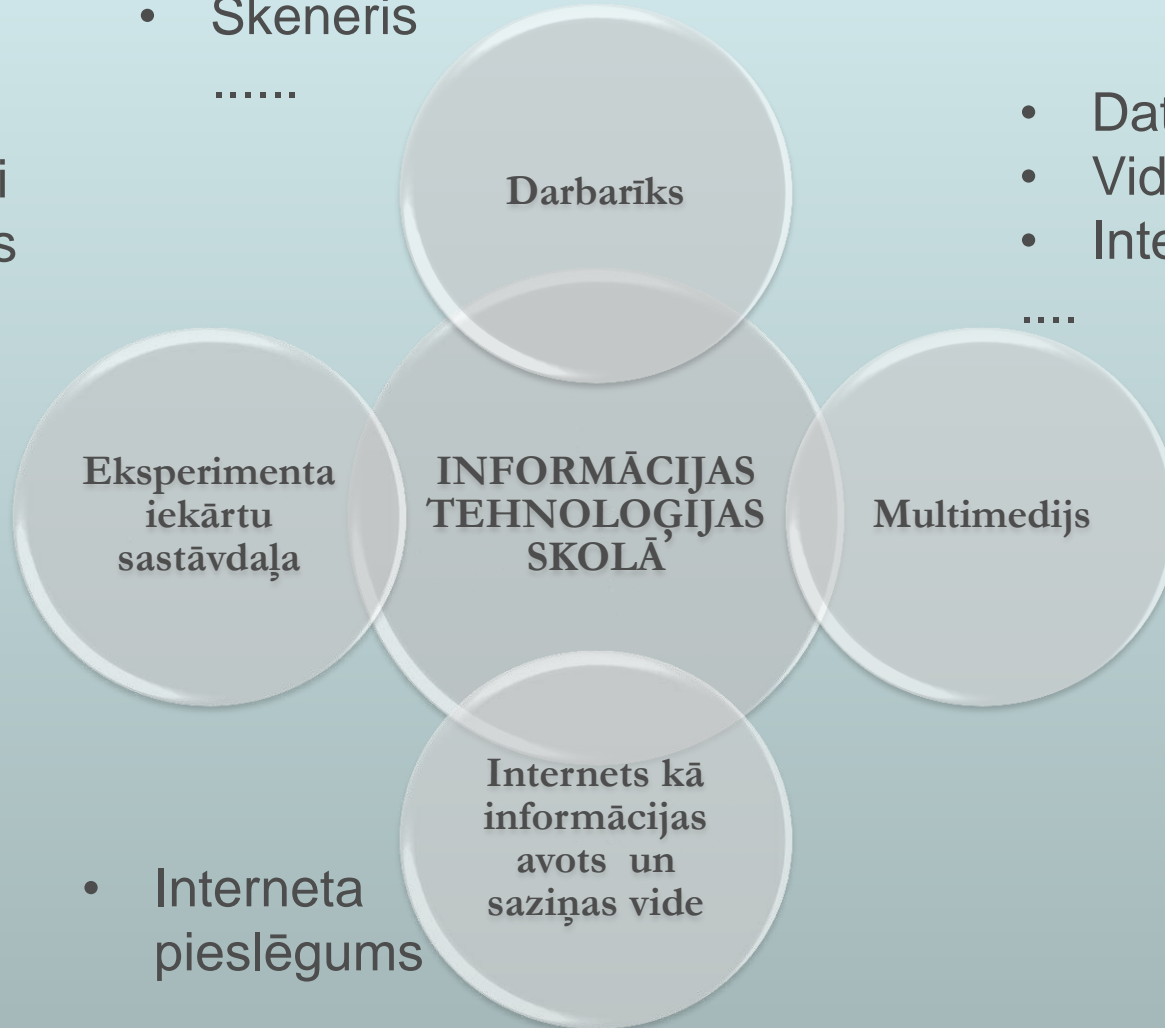 • Skeneris
......
•
•
•
....
Darbarīks
Eksperimenta
iekārtu
sastāvdaļa
INFORMĀCIJAS
TEHNOLOĢIJAS
SKOLĀ
Multimedijs
Internets kā
informācijas
avots un
saziņas vide
• Interneta
pieslēgums